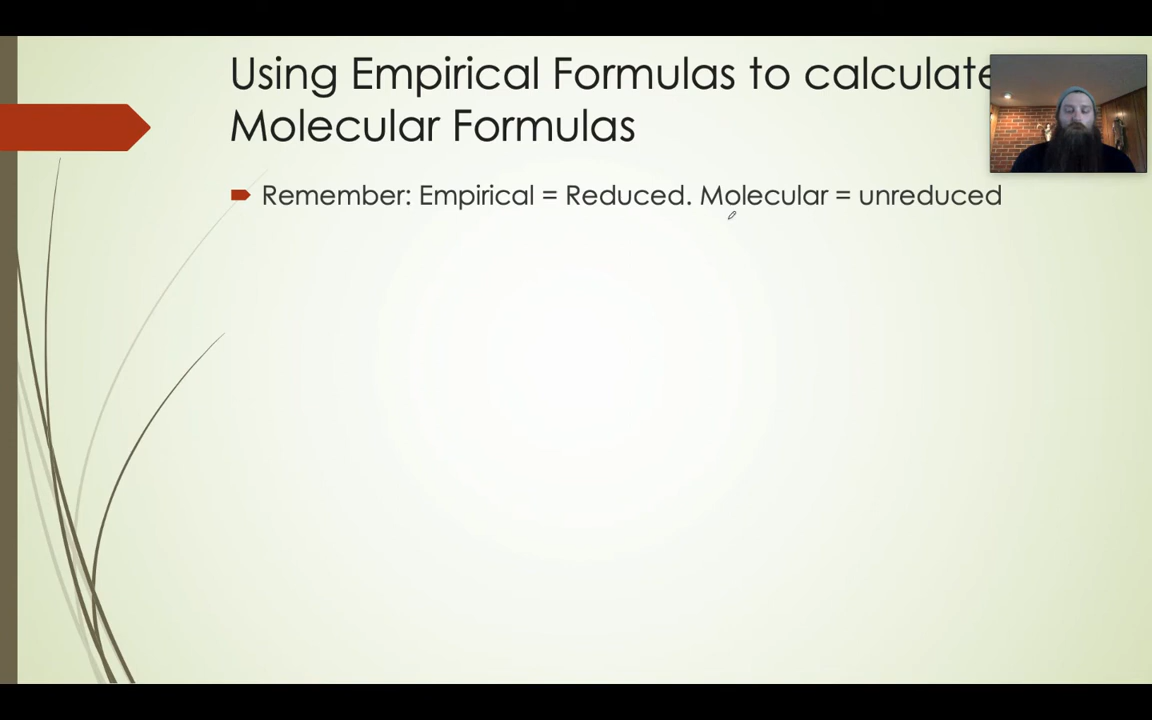 Using Empirical Formulas to calculate
Molecular Formulas
Remember: Empirical = Reduced. Molecular = unreduced